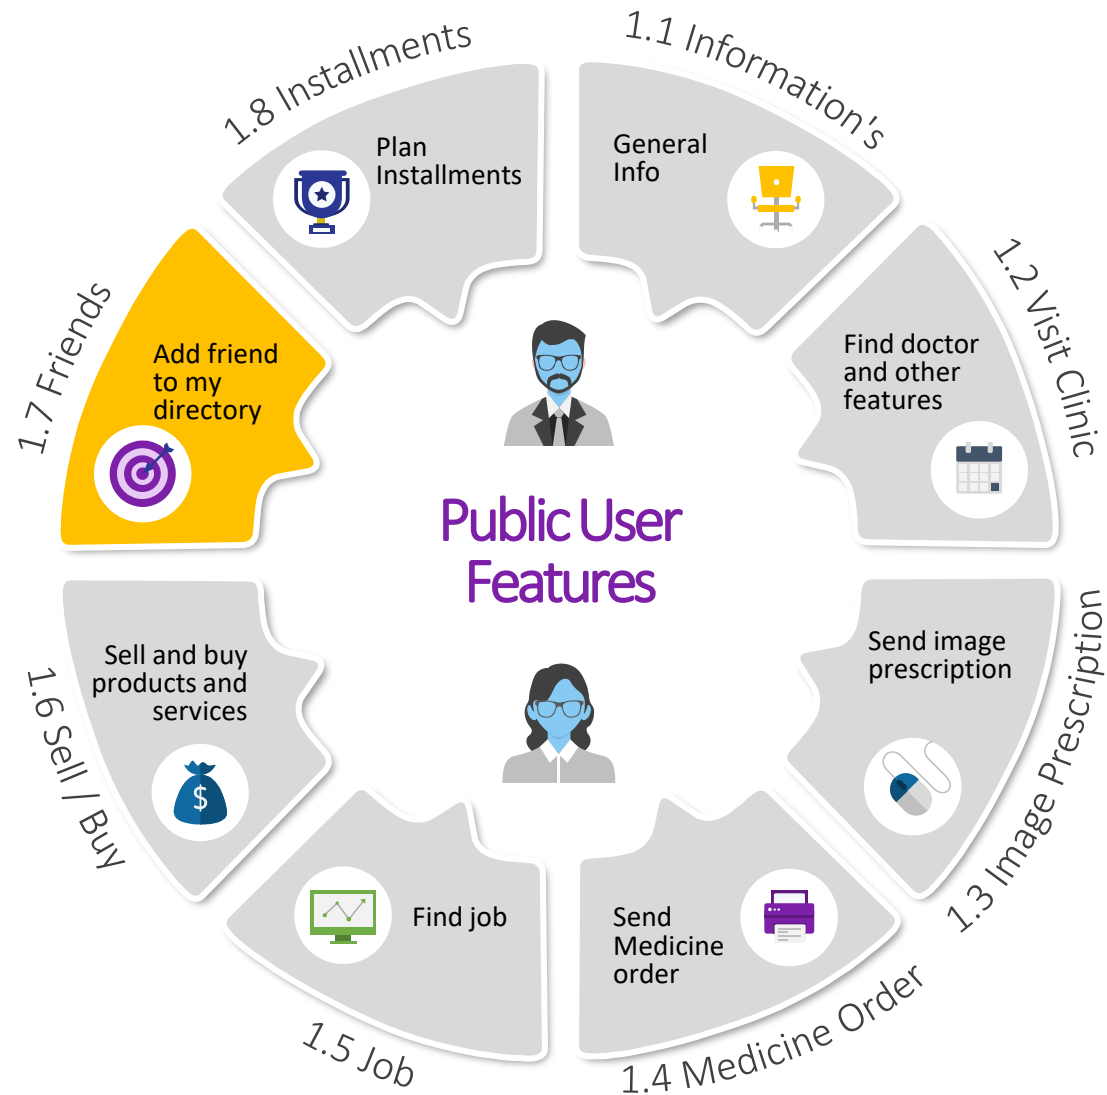 Public User
Features
1.1 Information's
General
Info
1.2 Visit Clinic
Find doctor
and other
features
1.3 Image Prescription
Send image
prescription
1.4 Medicine Order
Send
Medicine
order
1.5 Job
Find job
1.6 Sell / Buy
Sell and buy
products and
services
$
1.7 Friends
Add friend
to my
directory
1.8 Installments
Plan
Installments